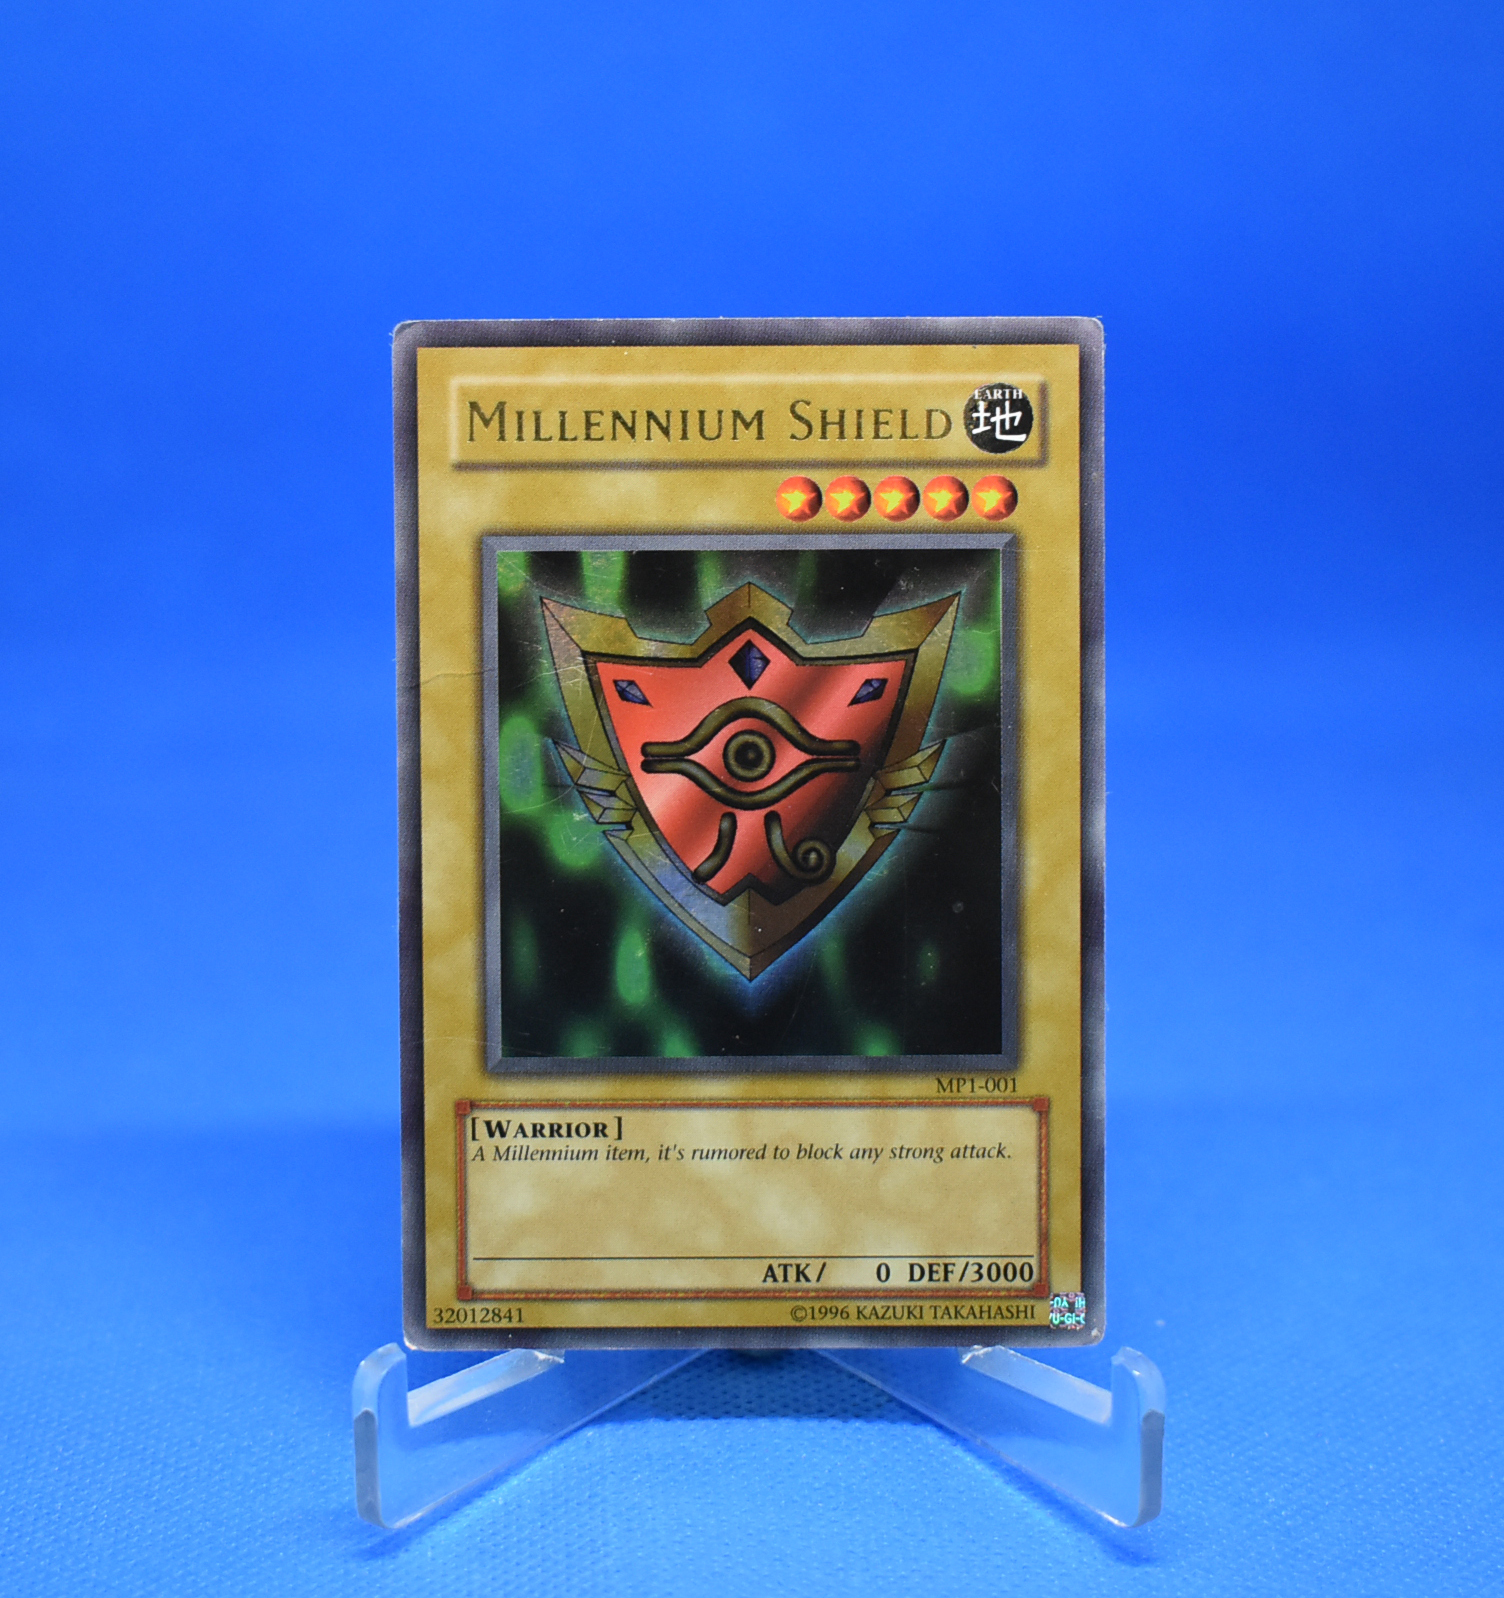 MILLENNIUM SHIELD
EARTH
地
MP1-001
[WARRIOR]
A Millennium item, it's rumored to block any strong attack.
ATK/ 0 DEF/3000
32012841
©1996 KAZUKI TAKAHASHI